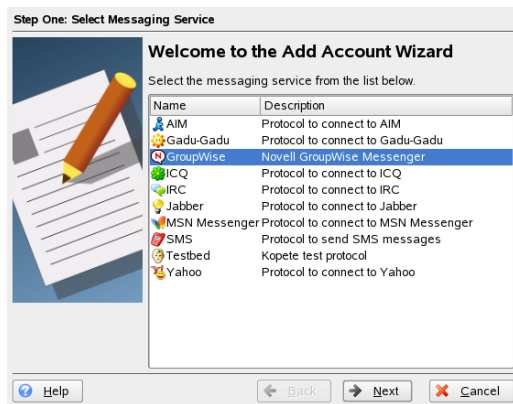 Step One: Select Messaging Service
Welcome to the Add Account Wizard
Select the messaging service from the list below.
Name Description
AIM Protocol to connect to AIM
Gadu-Gadu Protocol to connect to Gadu-Gadu
N GroupWise Novell GroupWise Messenger
ICQ Protocol to connect to ICQ
IRC Protocol to connect to IRC
Jabber Protocol to connect to Jabber
MSN Messenger Protocol to connect to MSN Messenger
SMS Protocol to send SMS messages
Testbed Kopete test protocol
Yahoo Protocol to connect to Yahoo
Help Back Next Cancel